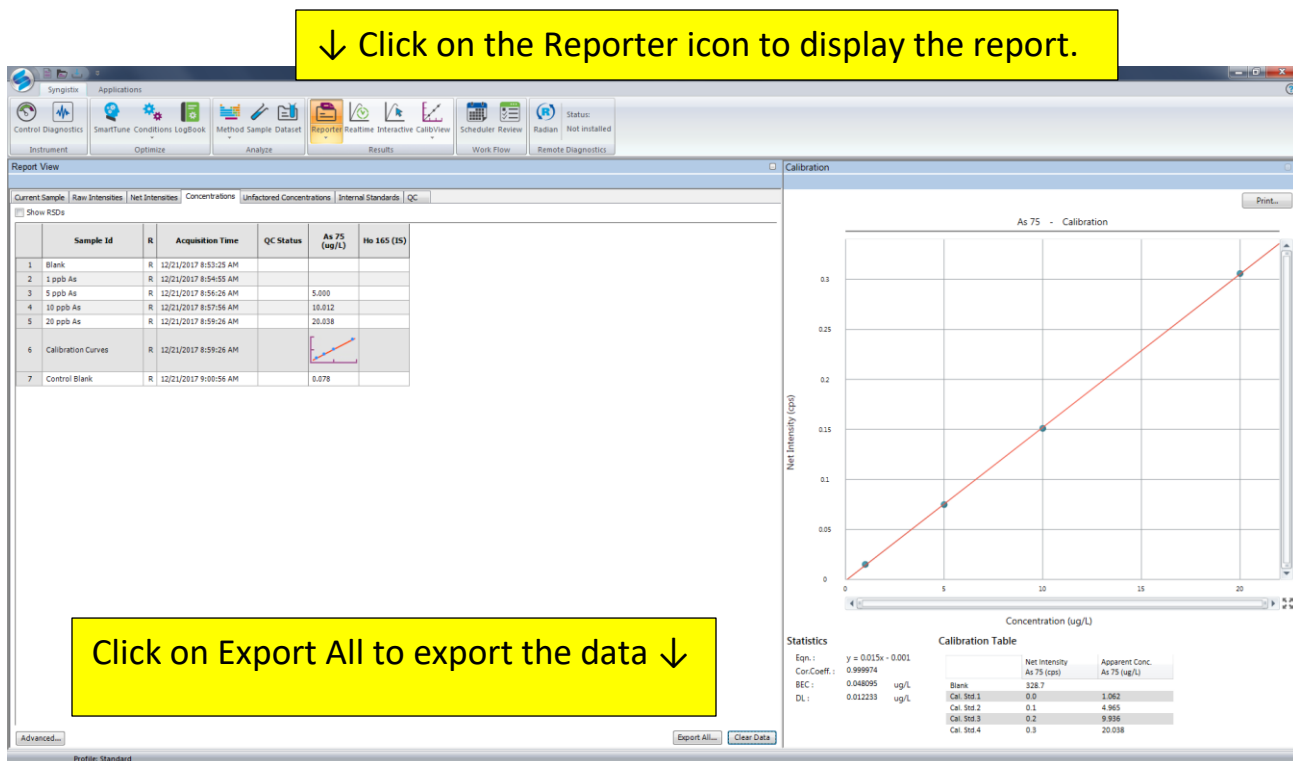 ↓ Click on the Reporter icon to display the report.
Syngistix Applications
Control Diagnostics SmartTune Conditions LogBook Method Sample Dataset Reporter Realtime Interactive CalibView Scheduler Review Radian Status: Not installed
Instrument Optimize Analyze Results Work Flow Remote Diagnostics
Report View
Current Sample Raw Intensities Net Intensities Concentrations Unfactored Concentrations Internal Standards QC
Show RSDs
Sample Id R Acquisition Time QC Status As 75 (ug/L) Ho 165 (IS)
1 Blank R 12/21/2017 8:53:25 AM
2 1 ppb As R 12/21/2017 8:54:55 AM
3 5 ppb As R 12/21/2017 8:56:26 AM 5.000
4 10 ppb As R 12/21/2017 8:57:56 AM 10.012
5 20 ppb As R 12/21/2017 8:59:26 AM 20.038
6 Calibration Curves R 12/21/2017 8:59:26 AM
7 Control Blank R 12/21/2017 9:00:56 AM 0.078
Click on Export All to export the data ↓
Advanced... Export All... Clear Data
Profile: Standard
Calibration
Print...
As 75 - Calibration
Net Intensity (cps)
0.3
0.25
0.2
0.15
0.1
0.05
0
0 5 10 15 20
Concentration (ug/L)
Statistics
Eqn. : y = 0.015x - 0.001
Cor.Coeff. : 0.999974
BEC : 0.048095 ug/L
DL : 0.012233 ug/L
Calibration Table
Net Intensity As 75 (cps) Apparent Conc. As 75 (ug/L)
Blank 328.7
Cal. Std.1 0.0 1.062
Cal. Std.2 0.1 4.965
Cal. Std.3 0.2 9.936
Cal. Std.4 0.3 20.038